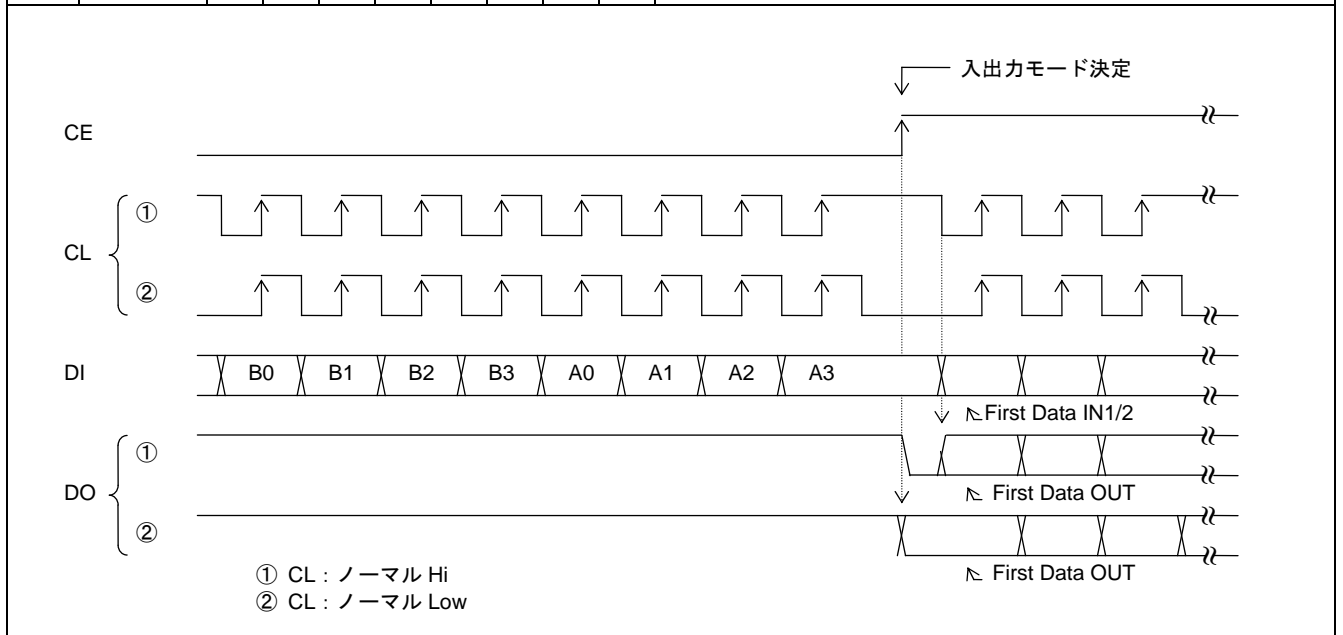 入出力モード決定
CE
CL
①
②
DI
B0 B1 B2 B3 A0 A1 A2 A3
First Data IN1/2
DO
①
First Data OUT
②
First Data OUT
① CL：ノーマル Hi
② CL：ノーマル Low